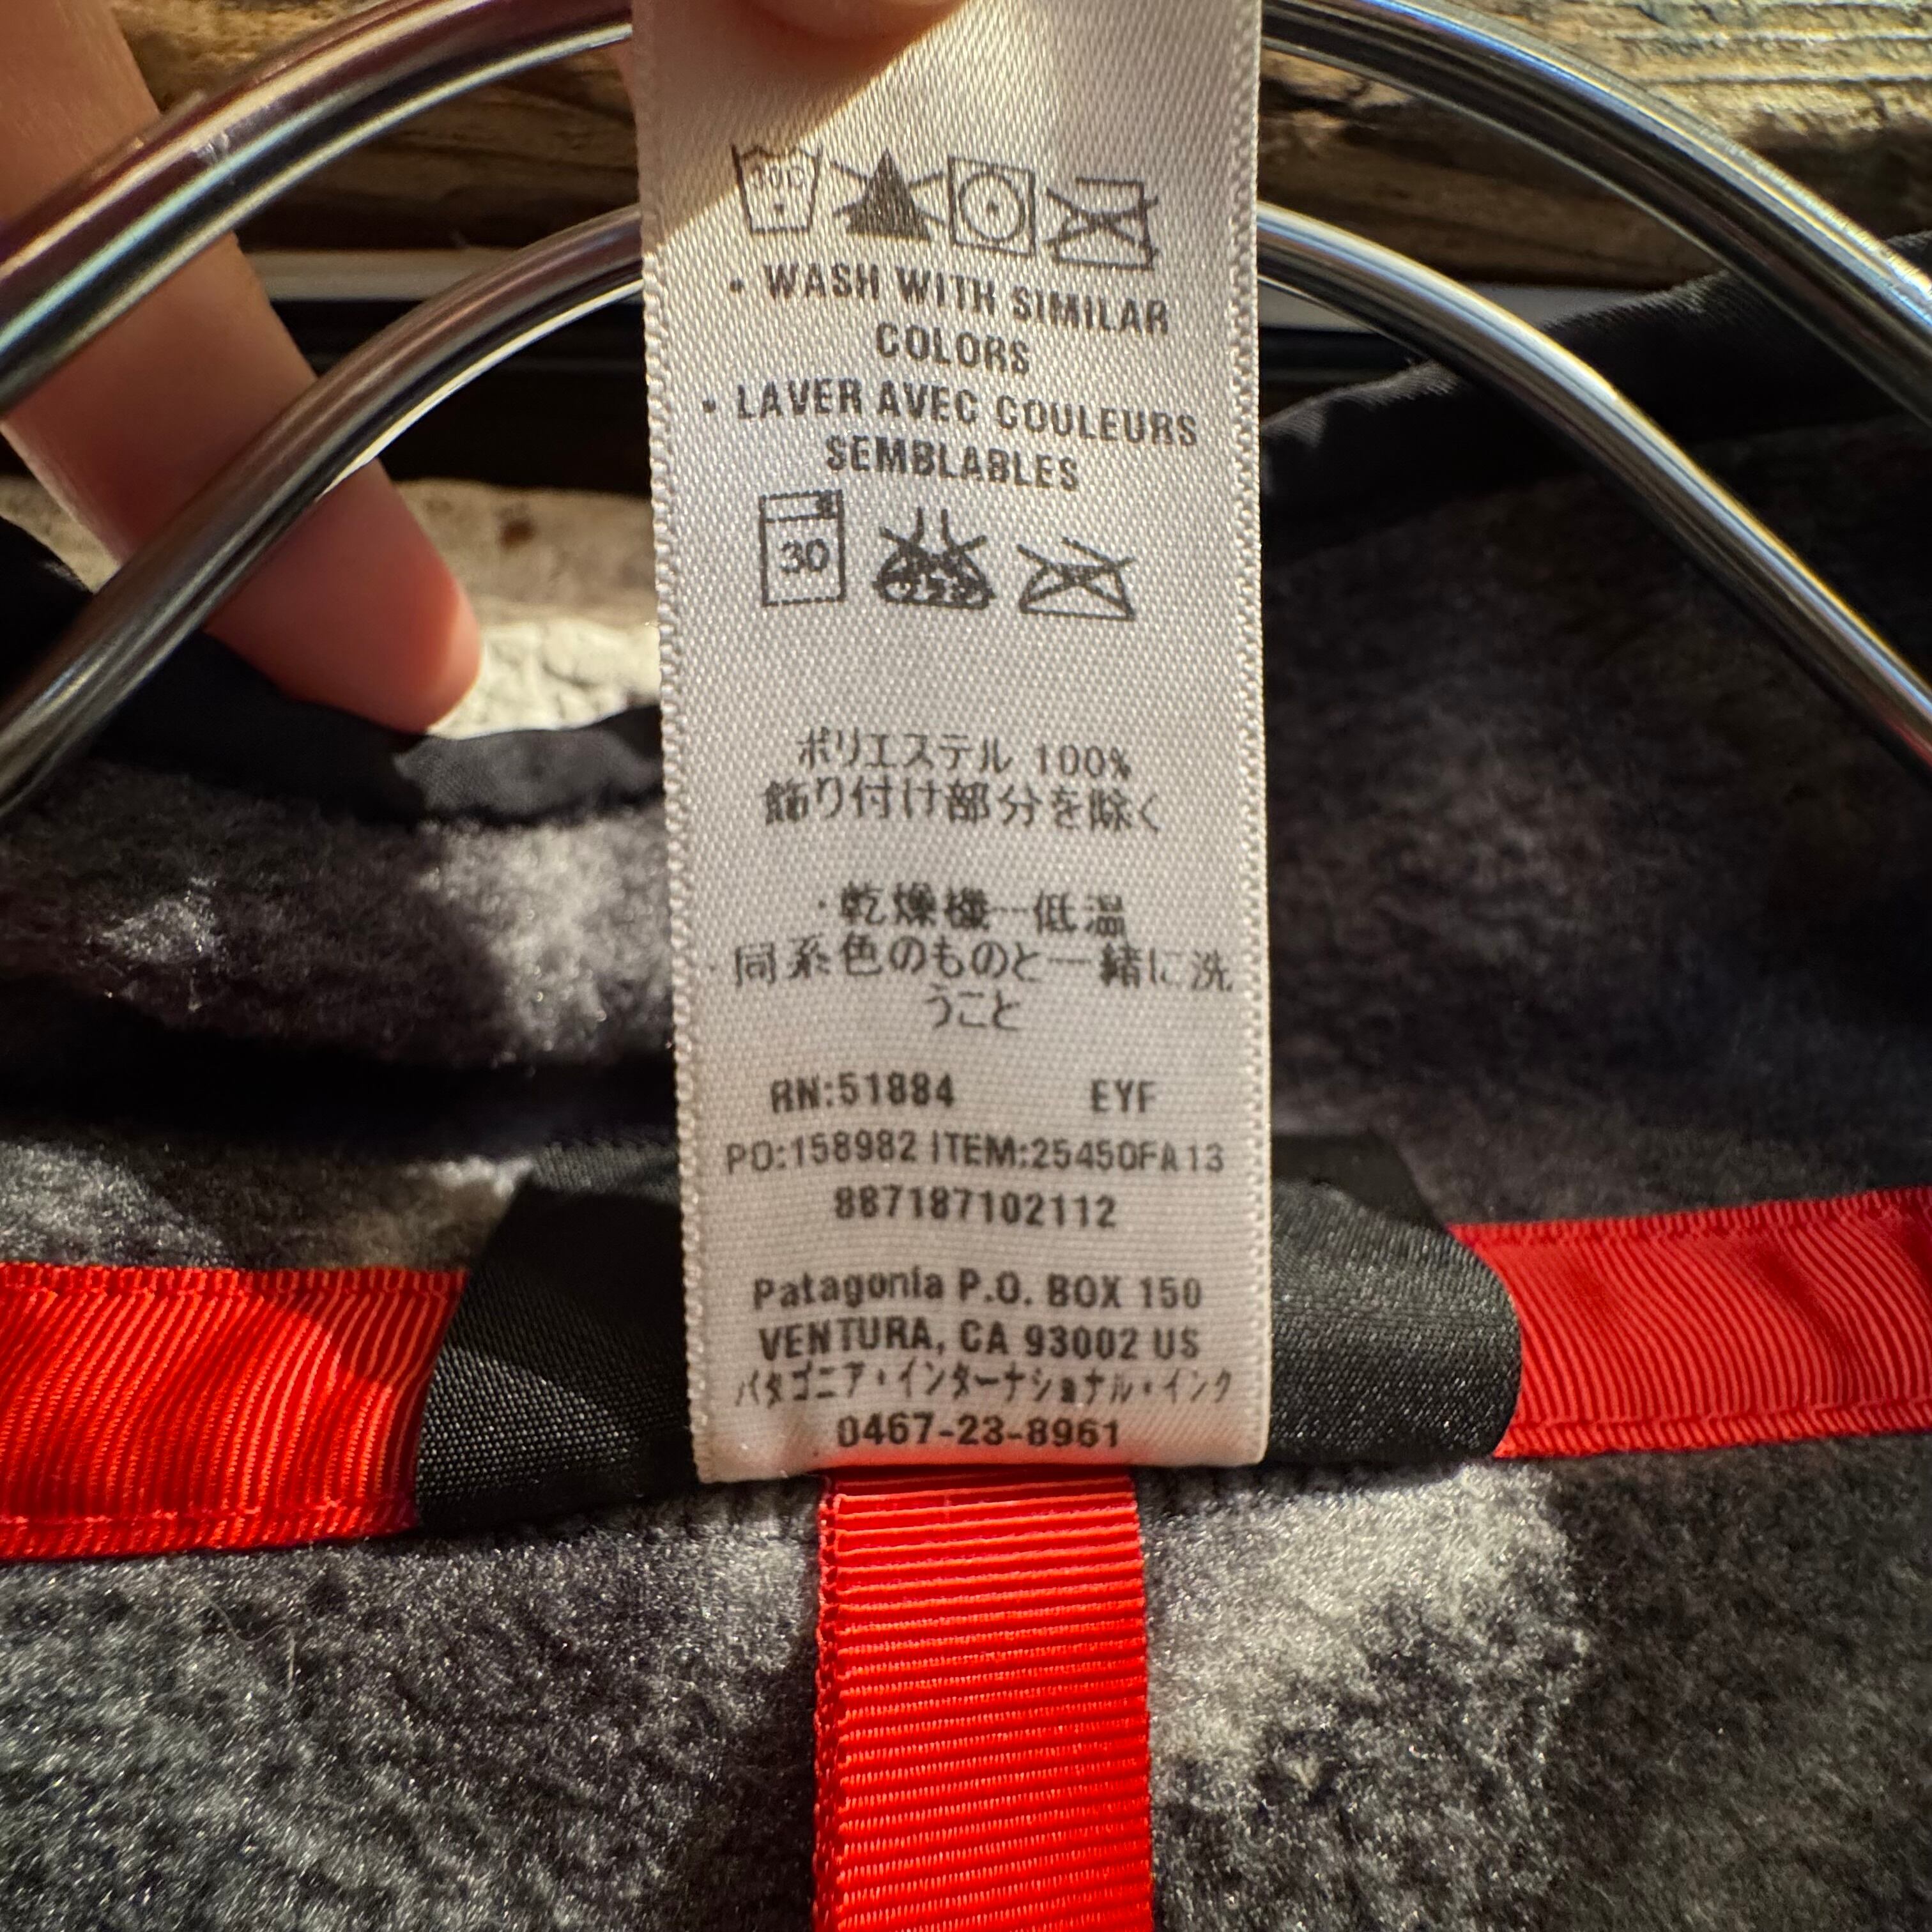 COLD
• WASH WITH SIMILAR
COLORS
• LAVER AVEC COULEURS
SEMBLABLES
30
ポリエステル 100%
飾り付け部分を除く
・乾燥機--低温
・同系色のものと一緒に洗
うこと
RN:51884 EYF
PO:158982 ITEM:25450FA13
887187102112
Patagonia P.O. BOX 150
VENTURA, CA 93002 US
パタゴニア・インターナショナル・インク
0467-23-8961